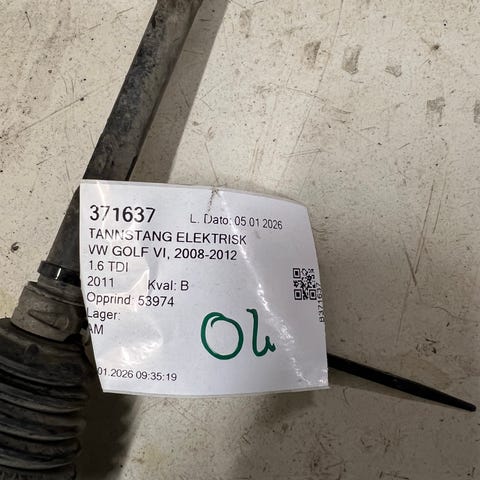 371637 L. Dato: 05 01 2026
TANNSTANG ELEKTRISK
VW GOLF VI, 2008-2012
1.6 TDI
2011 Kval: B
Opprind: 53974
Lager:
AM
01.2026 09:35:19